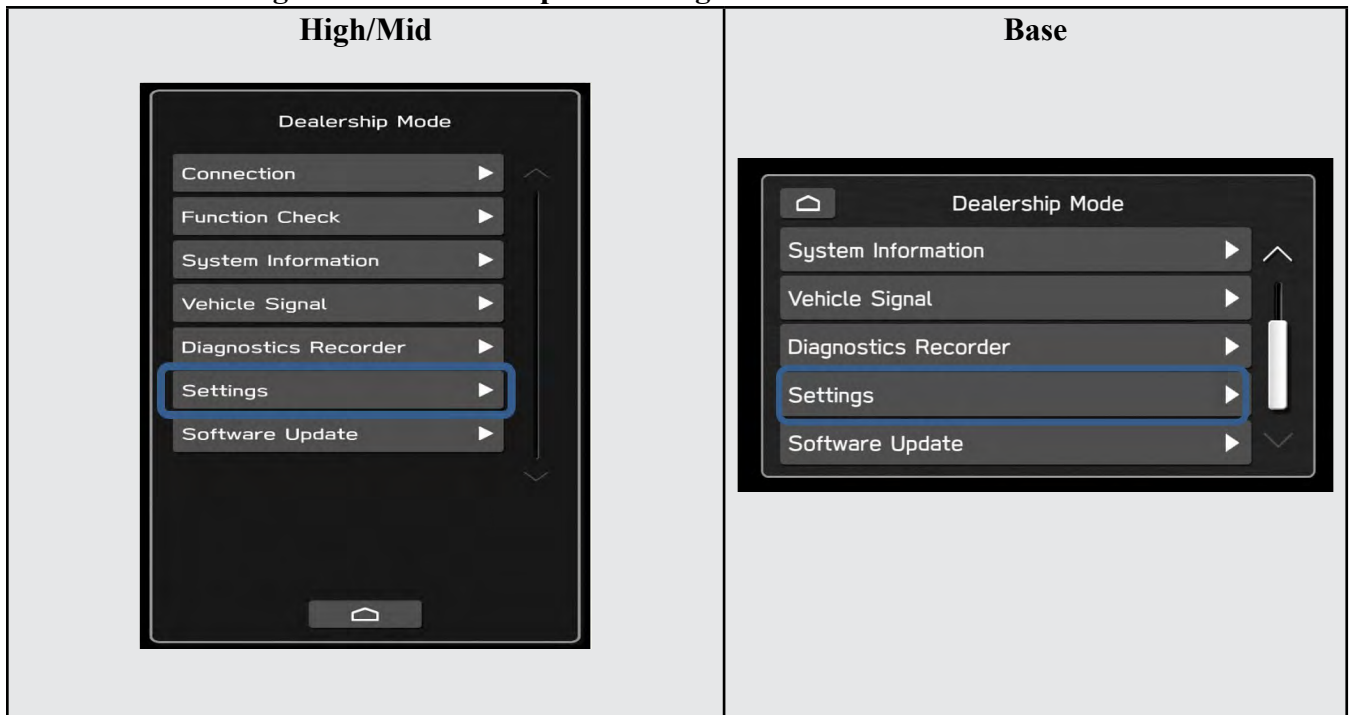 High/Mid
Base
Dealership Mode
Connection
Function Check
System Information
Vehicle Signal
Diagnostics Recorder
Settings
Software Update
Dealership Mode
System Information
Vehicle Signal
Diagnostics Recorder
Settings
Software Update